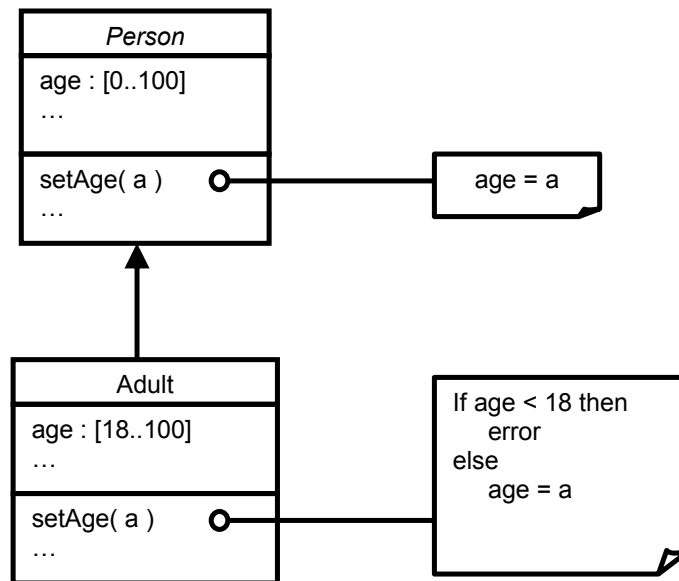 Person
age : [0..100]
…
setAge( a )
…
age = a
Adult
age : [18..100]
…
setAge( a )
…
If age < 18 then
error
else
age = a